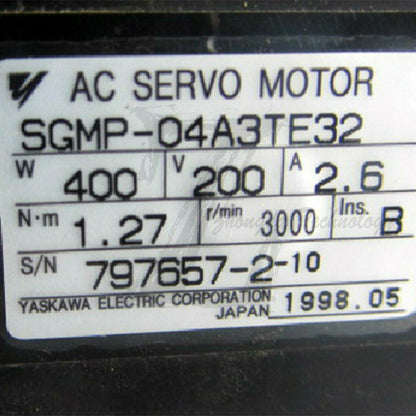 AC SERVO MOTOR
SGMP-04A3TE32
W 400 V 200 A 2.6
N·m 1.27 r/min 3000 Ins. B
S/N 797657-2-10
YASKAWA ELECTRIC CORPORATION
JAPAN 1998.05